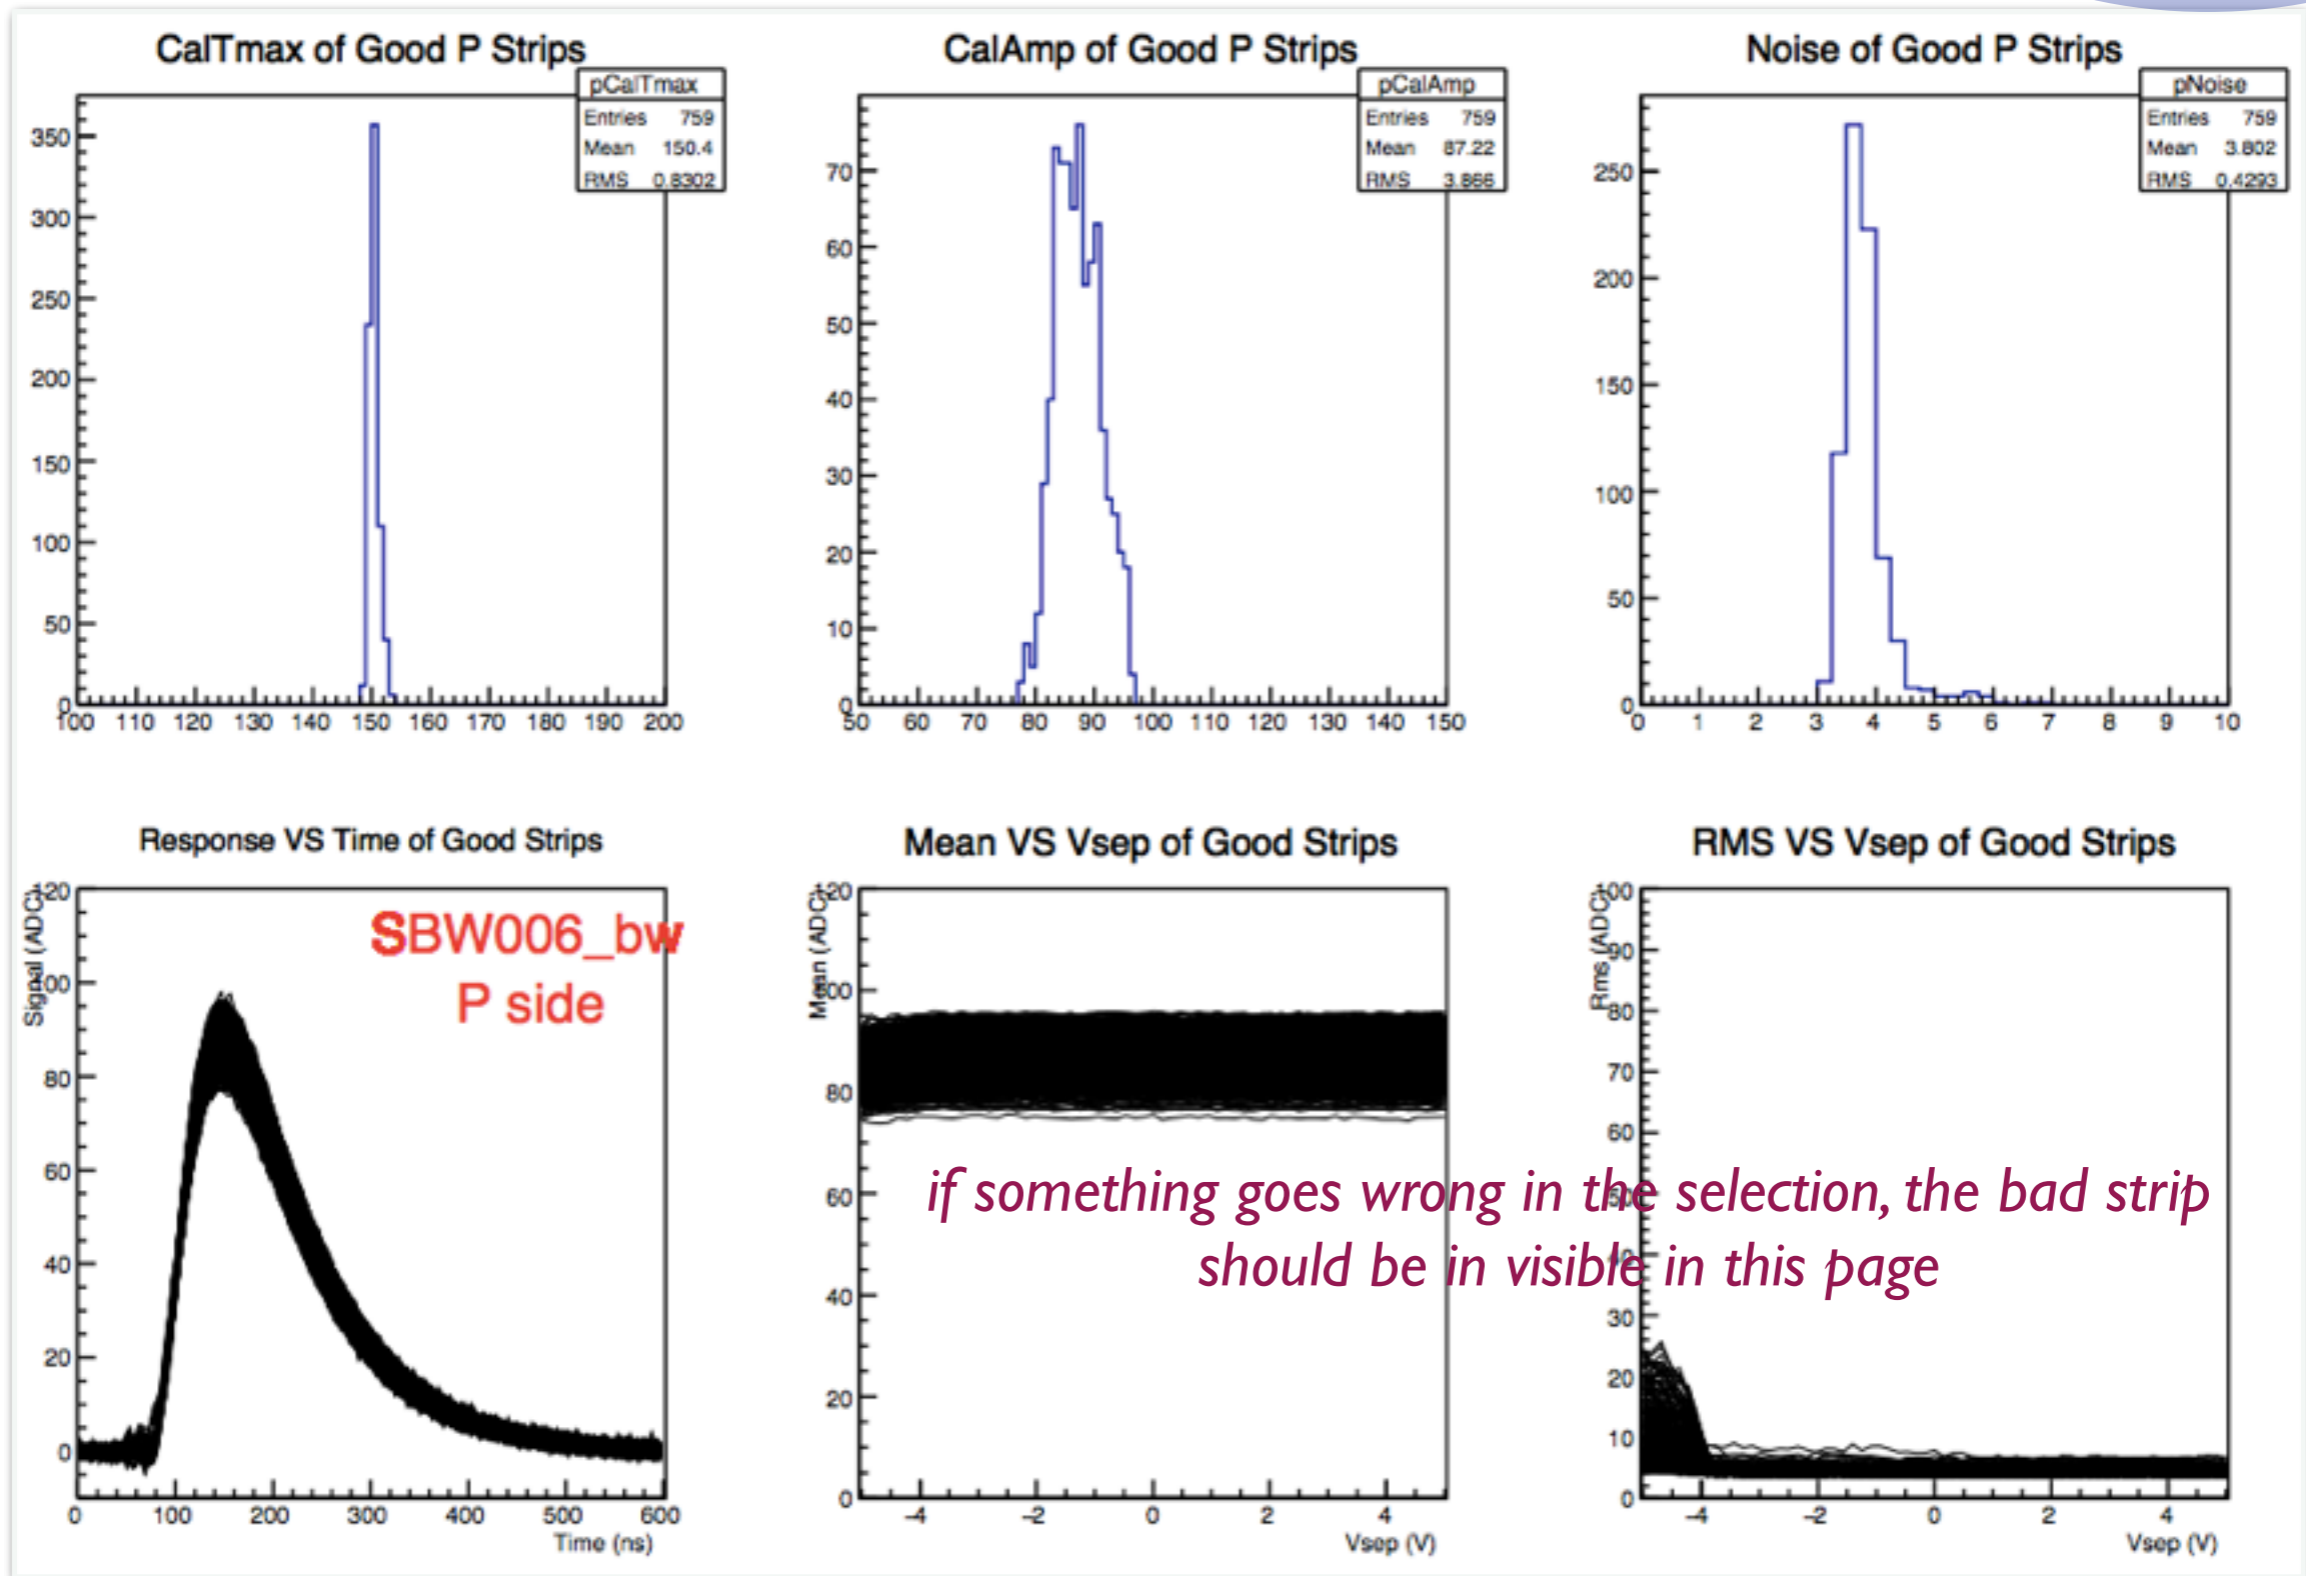 CalTmax of Good P Strips
pCalTmax
Entries 759
Mean 150.4
RMS 0.8302
350
300
250
200
150
100
50
0
100 110 120 130 140 150 160 170 180 190 200
CalAmp of Good P Strips
pCalAmp
Entries 759
Mean 87.22
RMS 3.866
70
60
50
40
30
20
10
0
50 60 70 80 90 100 110 120 130 140 150
Noise of Good P Strips
pNoise
Entries 759
Mean 3.802
RMS 0.4293
250
200
150
100
50
0
0 1 2 3 4 5 6 7 8 9 10
Response VS Time of Good Strips
SBW006_bw
P side
Signal (ADC)
120
100
80
60
40
20
0
0 100 200 300 400 500 600
Time (ns)
Mean VS Vsep of Good Strips
Mean (ADC)
120
100
80
60
40
20
0
-4 -2 0 2 4
Vsep (V)
RMS VS Vsep of Good Strips
Rms (ADC)
100
90
80
70
60
50
40
30
20
10
0
-4 -2 0 2 4
Vsep (V)
if something goes wrong in the selection, the bad strip
should be in visible in this page